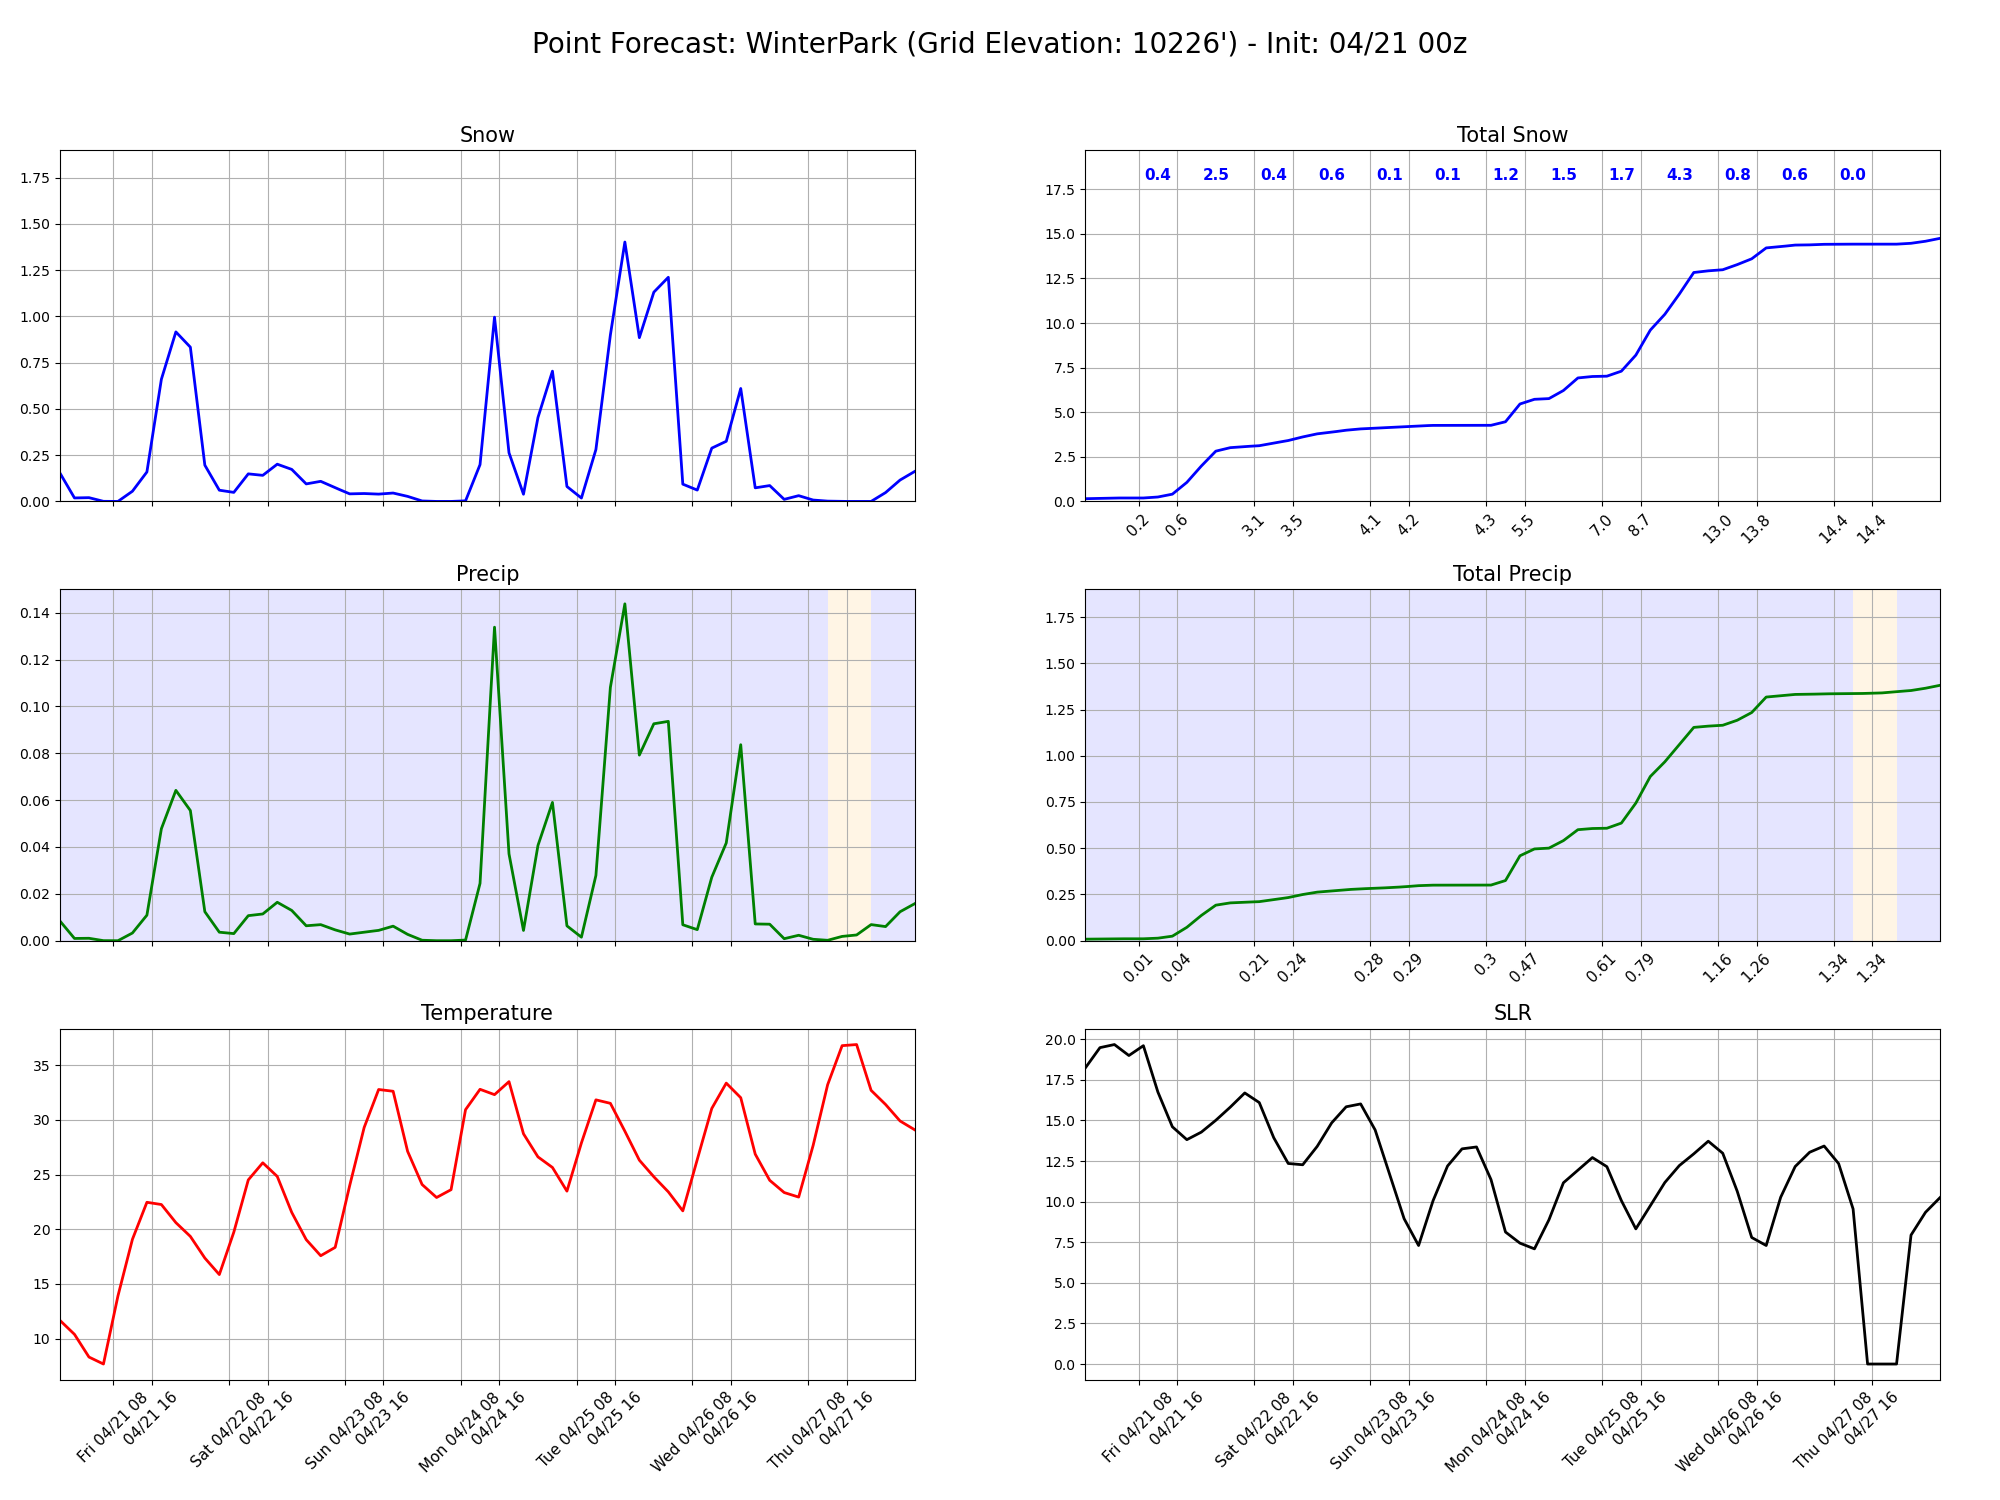 Point Forecast: WinterPark (Grid Elevation: 10226') - Init: 04/21 00z
Snow
1.75
1.50
1.25
1.00
0.75
0.50
0.25
0.00
Total Snow
0.4 2.5 0.4 0.6 0.1 0.1 1.2 1.5 1.7 4.3 0.8 0.6 0.0
17.5
15.0
12.5
10.0
7.5
5.0
2.5
0.0
0.2 0.6 3.1 3.5 4.1 4.2 4.3 5.5 7.0 8.7 13.0 13.8 14.4 14.4
Precip
0.14
0.12
0.10
0.08
0.06
0.04
0.02
0.00
Total Precip
1.75
1.50
1.25
1.00
0.75
0.50
0.25
0.00
0.01 0.04 0.21 0.24 0.28 0.29 0.3 0.47 0.61 0.79 1.16 1.26 1.34 1.34
Temperature
35
30
25
20
15
10
Fri 04/21 08
04/21 16
Sat 04/22 08
04/22 16
Sun 04/23 08
04/23 16
Mon 04/24 08
04/24 16
Tue 04/25 08
04/25 16
Wed 04/26 08
04/26 16
Thu 04/27 08
04/27 16
SLR
20.0
17.5
15.0
12.5
10.0
7.5
5.0
2.5
0.0
Fri 04/21 08
04/21 16
Sat 04/22 08
04/22 16
Sun 04/23 08
04/23 16
Mon 04/24 08
04/24 16
Tue 04/25 08
04/25 16
Wed 04/26 08
04/26 16
Thu 04/27 08
04/27 16